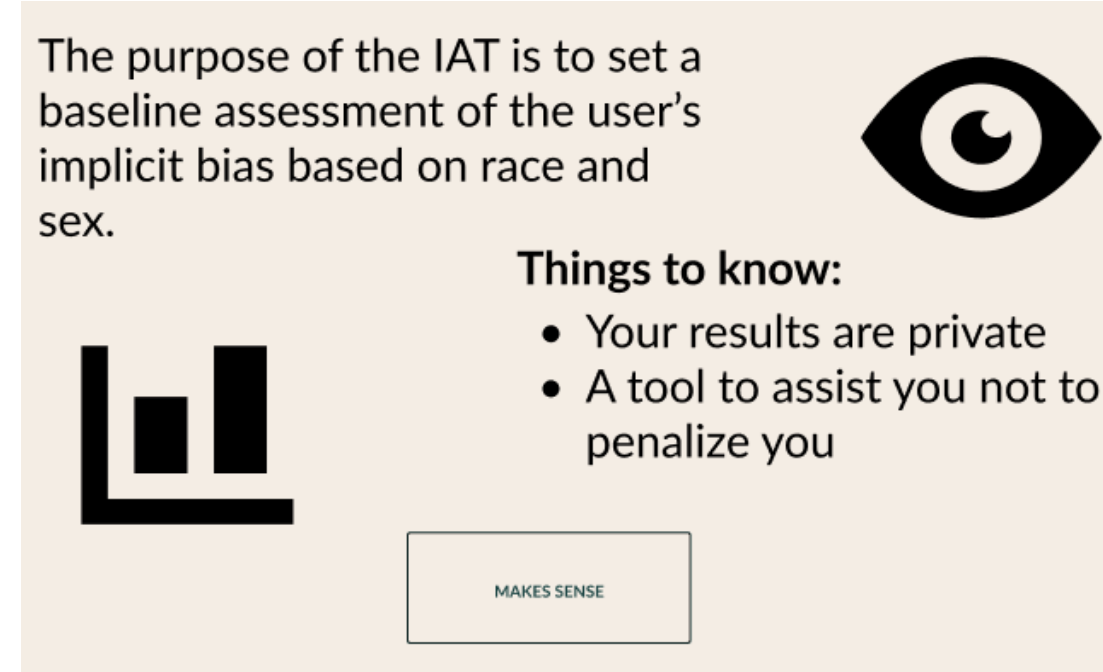 The purpose of the IAT is to set a
baseline assessment of the user’s
implicit bias based on race and
sex.
Things to know:
• Your results are private
• A tool to assist you not to
penalize you
MAKES SENSE